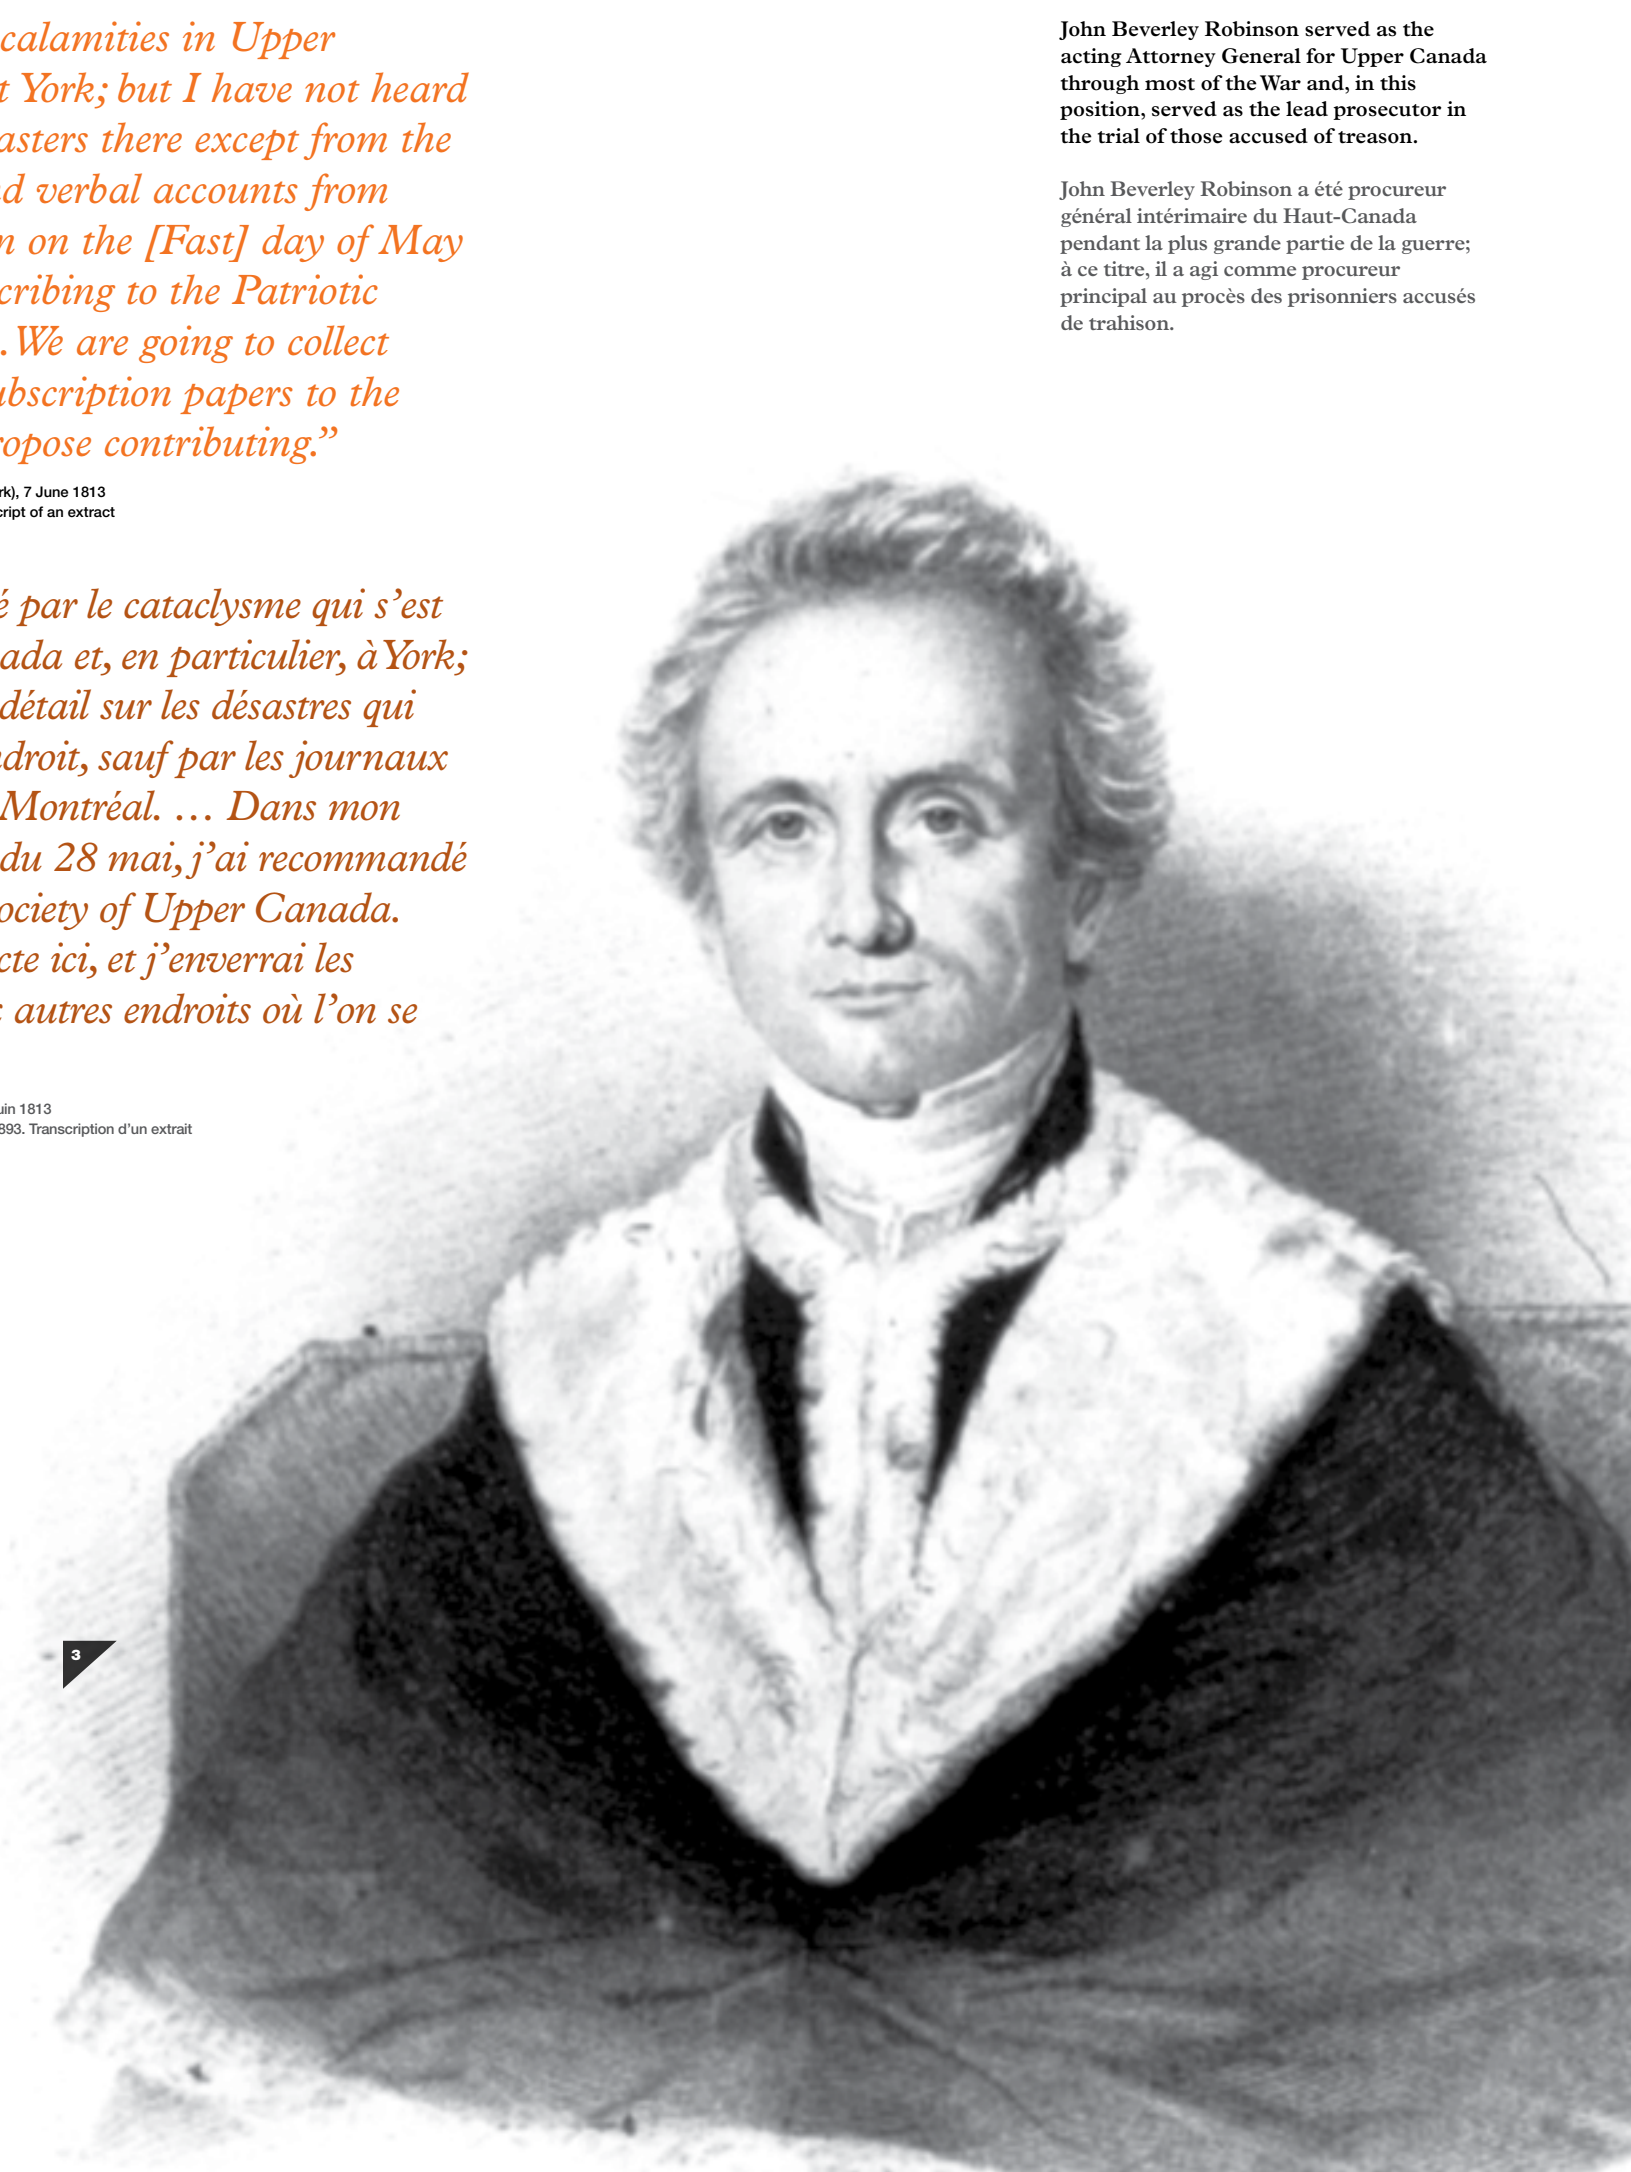 calamities in Upper
t York; but I have not heard
asters there except from the
d verbal accounts from
n on the [Fast] day of May
cribing to the Patriotic
. We are going to collect
ubscription papers to the
ropose contributing.”
rk), 7 June 1813
cript of an extract
é par le cataclysme qui s’est
ada et, en particulier, à York;
détail sur les désastres qui
ndroit, sauf par les journaux
Montréal. … Dans mon
du 28 mai, j’ai recommandé
ociety of Upper Canada.
cte ici, et j’enverrai les
autres endroits où l’on se
uin 1813
893. Transcription d’un extrait
John Beverley Robinson served as the
acting Attorney General for Upper Canada
through most of the War and, in this
position, served as the lead prosecutor in
the trial of those accused of treason.
John Beverley Robinson a été procureur
général intérimaire du Haut-Canada
pendant la plus grande partie de la guerre;
à ce titre, il a agi comme procureur
principal au procès des prisonniers accusés
de trahison.
3